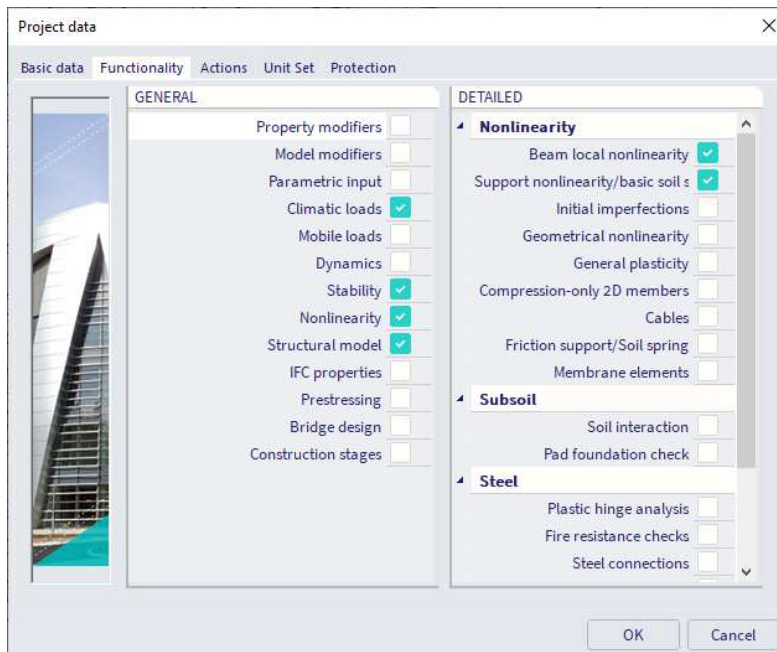 Project data
Basic data Functionality Actions Unit Set Protection
GENERAL
Property modifiers
Model modifiers
Parametric input
Climatic loads
Mobile loads
Dynamics
Stability
Nonlinearity
Structural model
IFC properties
Prestressing
Bridge design
Construction stages
DETAILED
Nonlinearity
Beam local nonlinearity
Support nonlinearity/basic soil s
Initial imperfections
Geometrical nonlinearity
General plasticity
Compression-only 2D members
Cables
Friction support/Soil spring
Membrane elements
Subsoil
Soil interaction
Pad foundation check
Steel
Plastic hinge analysis
Fire resistance checks
Steel connections
OK Cancel